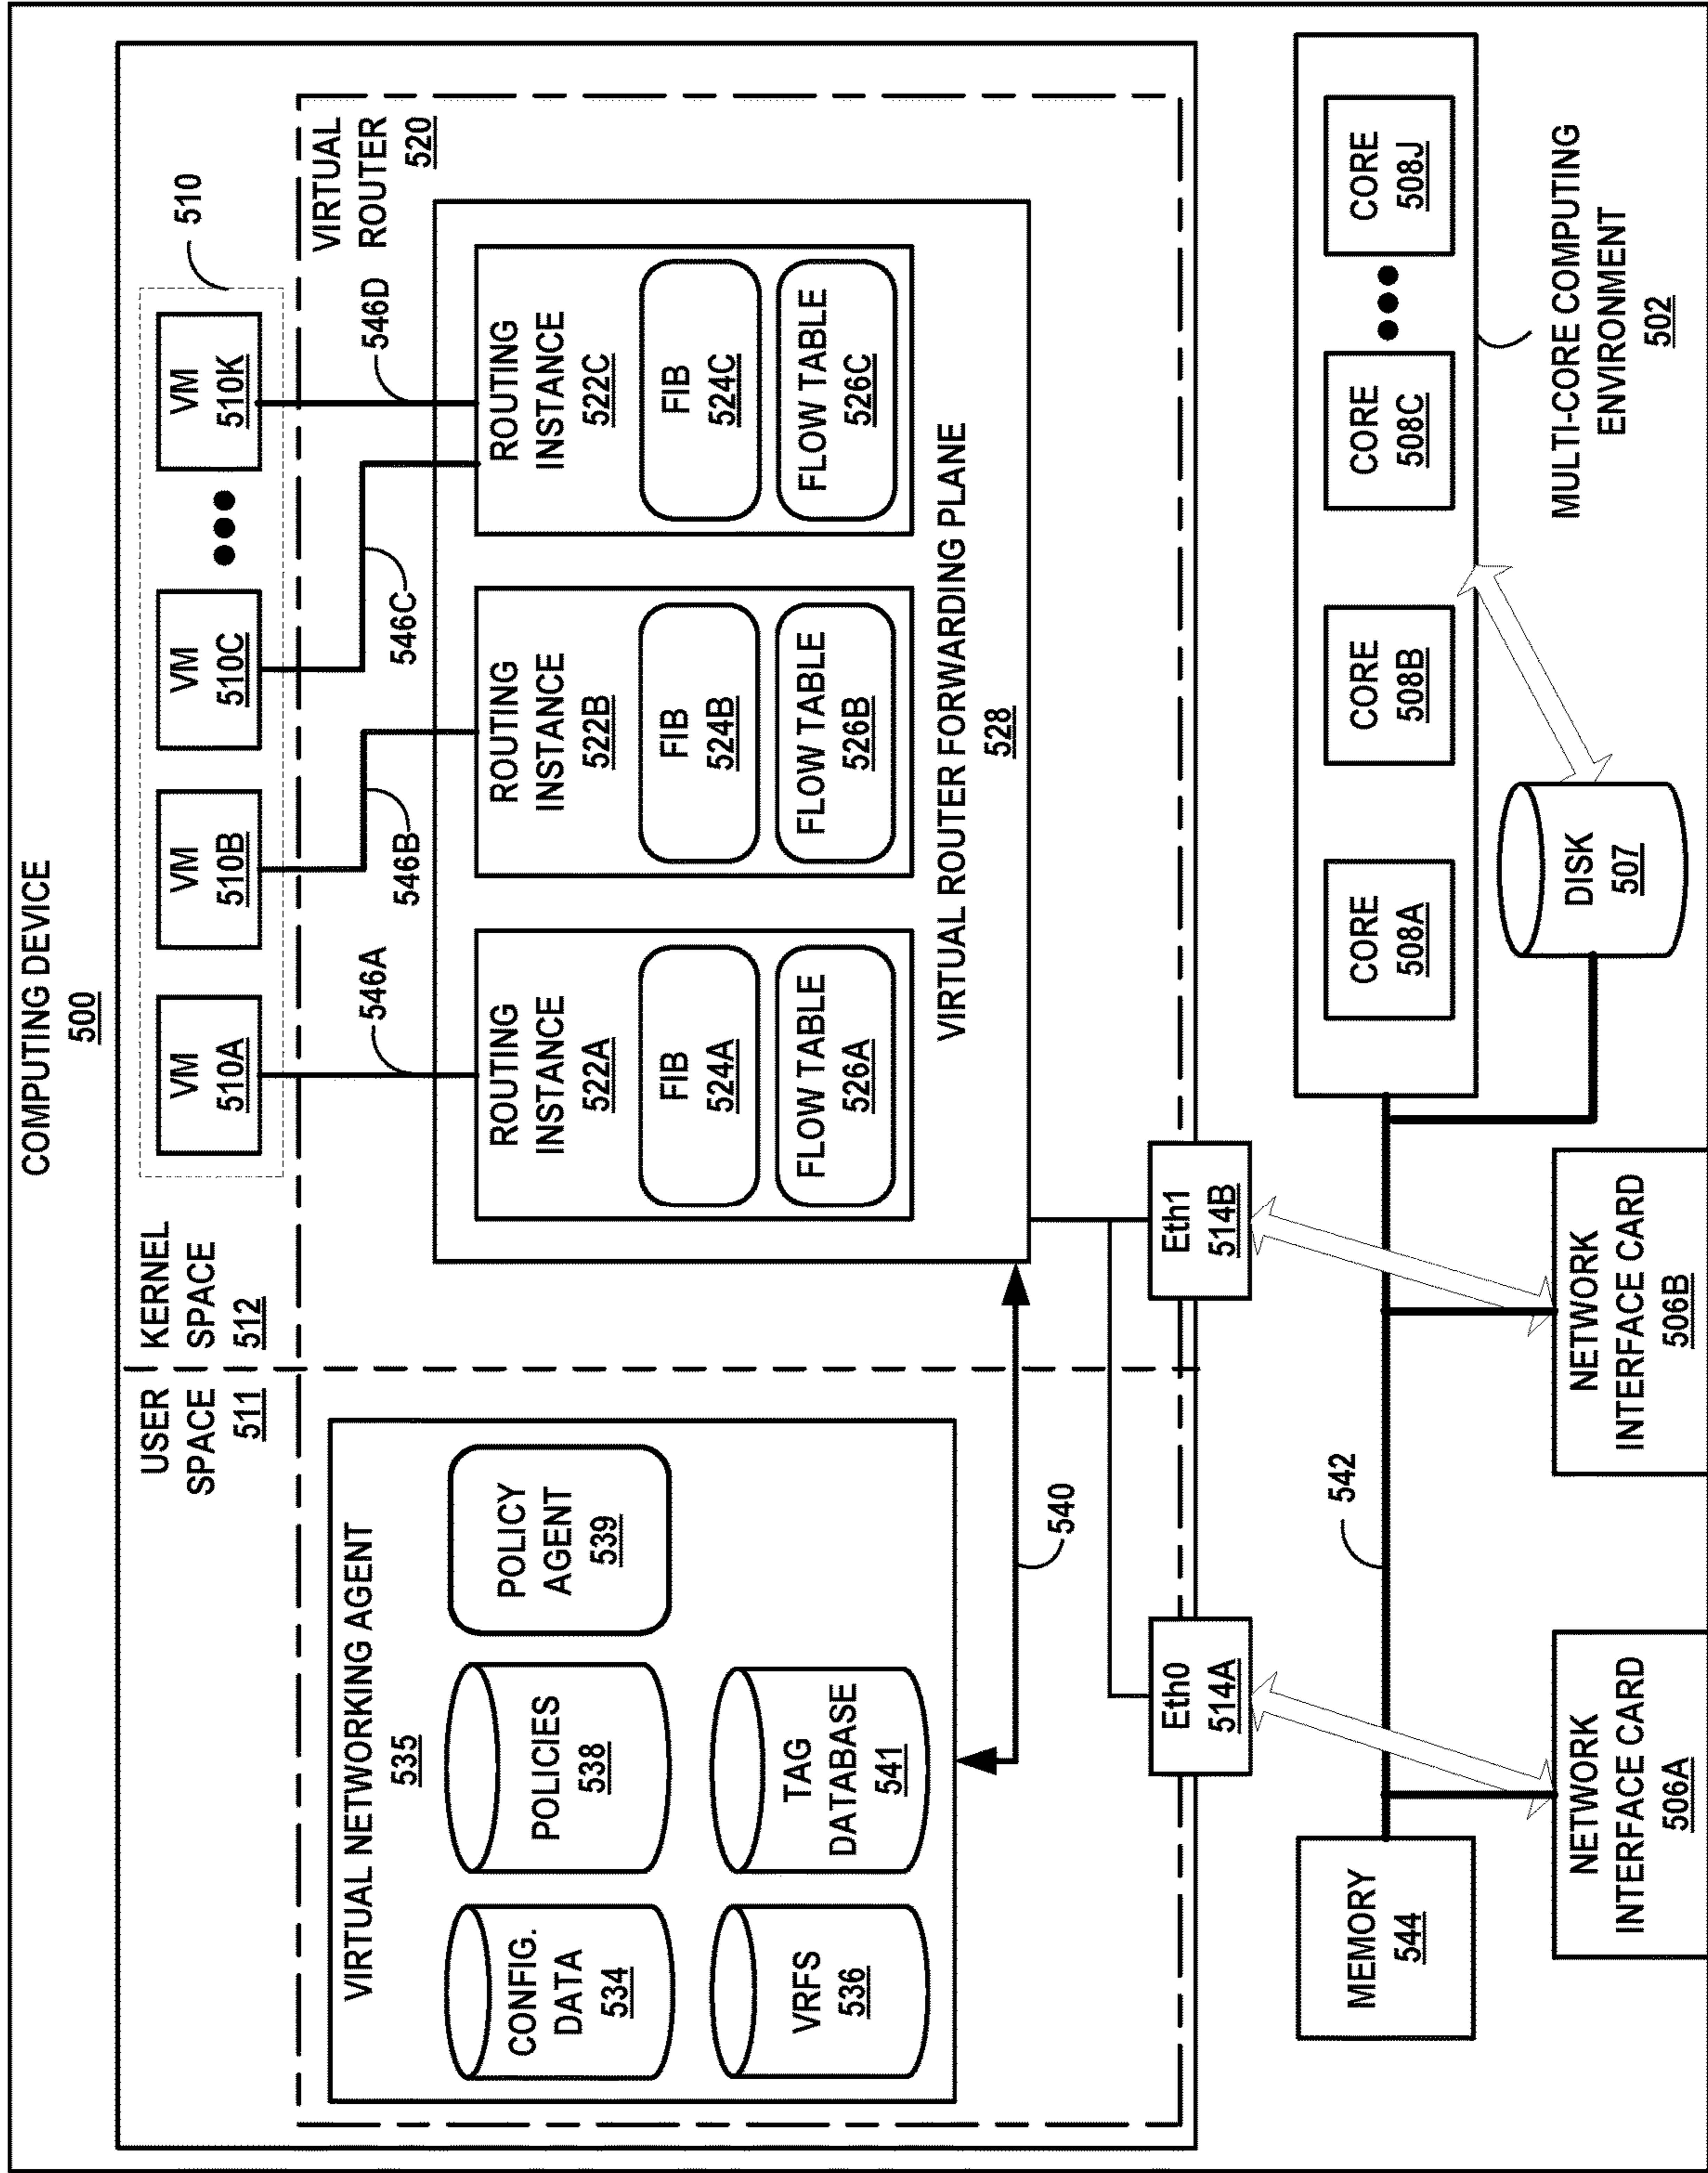 COMPUTING DEVICE
500
USER
SPACE
511
KERNEL
SPACE
512
VM
510A
VM
510B
VM
510C
VM
510K
510
VIRTUAL
ROUTER
520
546A
546B
546C
546D
VIRTUAL NETWORKING AGENT
535
CONFIG.
DATA
534
POLICIES
538
POLICY
AGENT
539
VRFS
536
TAG
DATABASE
541
ROUTING
INSTANCE
522A
FIB
524A
FLOW TABLE
526A
ROUTING
INSTANCE
522B
FIB
524B
FLOW TABLE
526B
ROUTING
INSTANCE
522C
FIB
524C
FLOW TABLE
526C
VIRTUAL ROUTER FORWARDING PLANE
528
540
Eth0
514A
Eth1
514B
MEMORY
544
542
CORE
508A
CORE
508B
CORE
508C
CORE
508J
NETWORK
INTERFACE CARD
506A
NETWORK
INTERFACE CARD
506B
DISK
507
MULTI-CORE COMPUTING
ENVIRONMENT
502